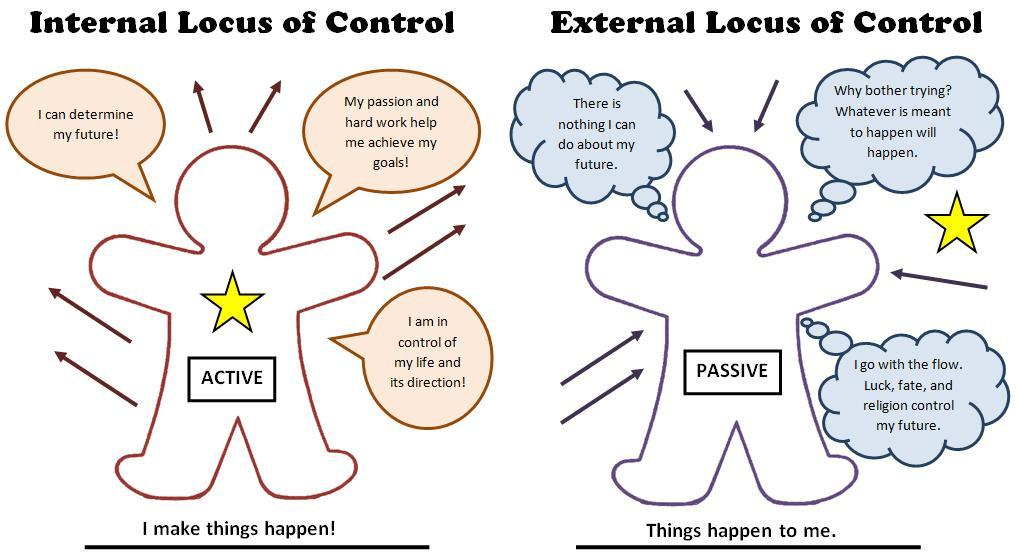 Internal Locus of Control
I can determine
my future!
My passion and
hard work help
me achieve my
goals!
I am in
control of
my life and
its direction!
ACTIVE
I make things happen!
External Locus of Control
There is
nothing I can
do about my
future.
Why bother trying?
Whatever is meant
to happen will
happen.
PASSIVE
I go with the flow.
Luck, fate, and
religion control
my future.
Things happen to me.